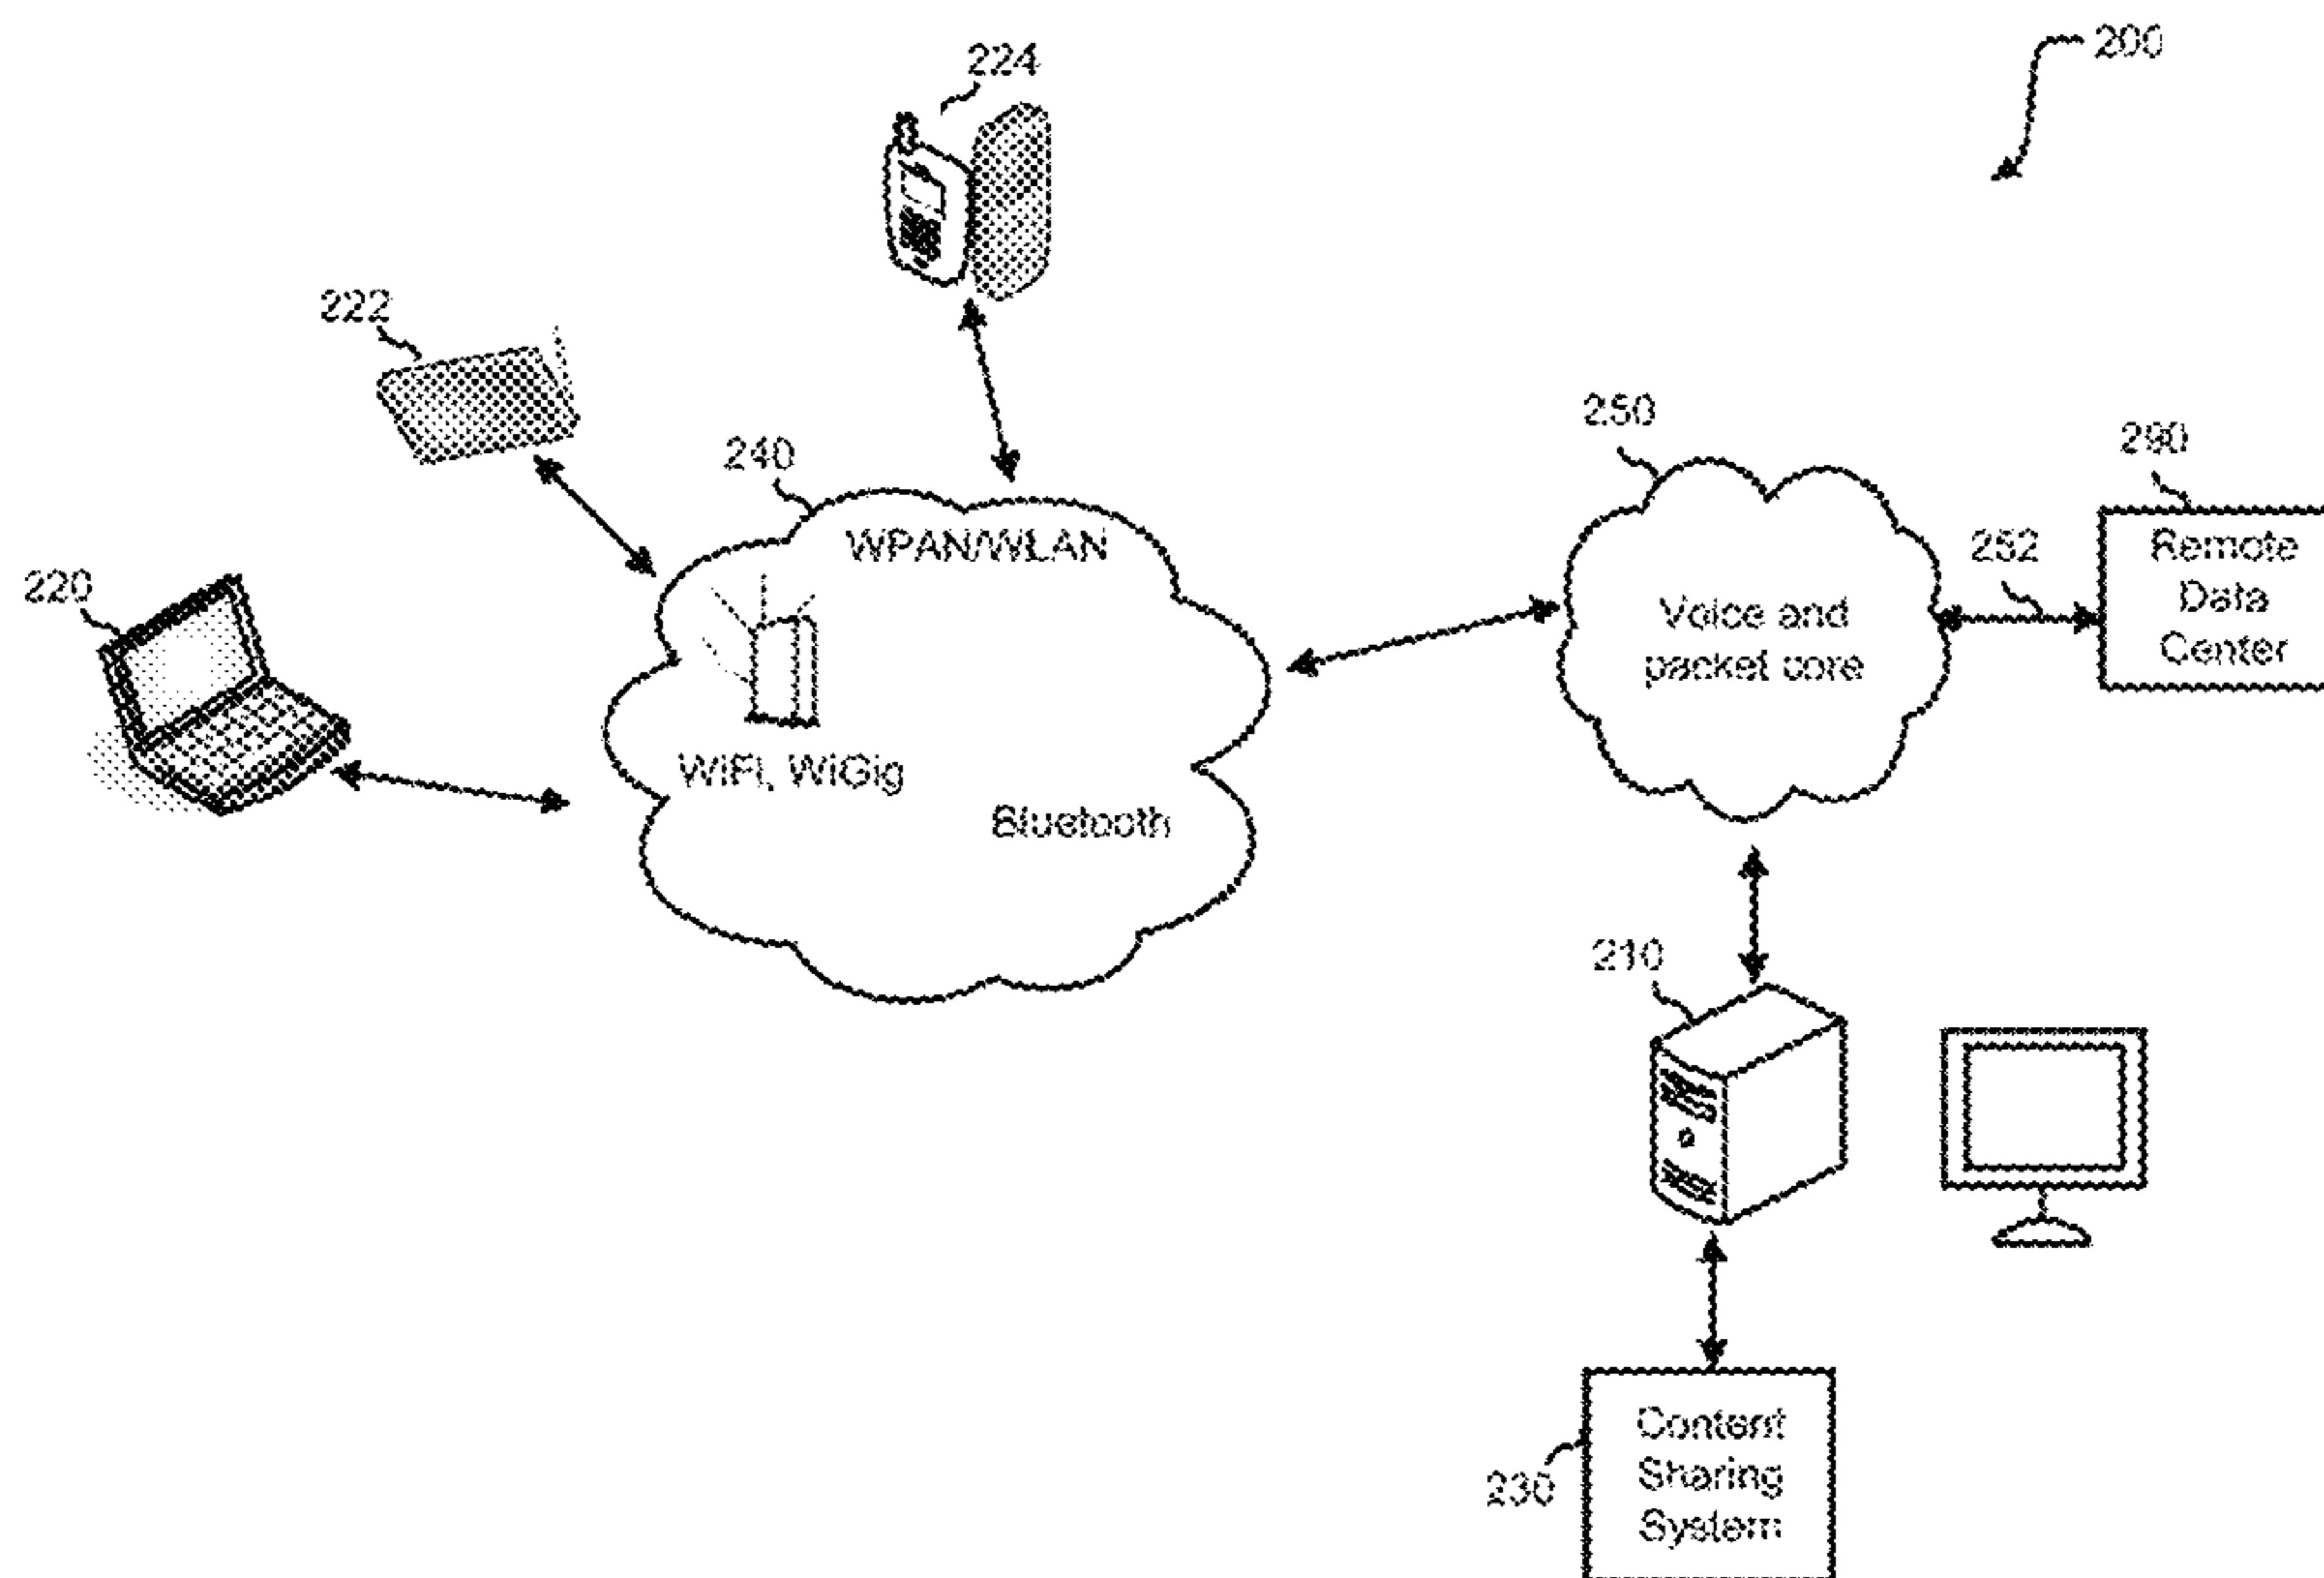 200
224
222
250
290
240
WPAN/WLAN
252
Remote
Data
Center
220
Voice and
packet core
WiFi, WiGig
Bluetooth
210
Content
Sharing
System
230